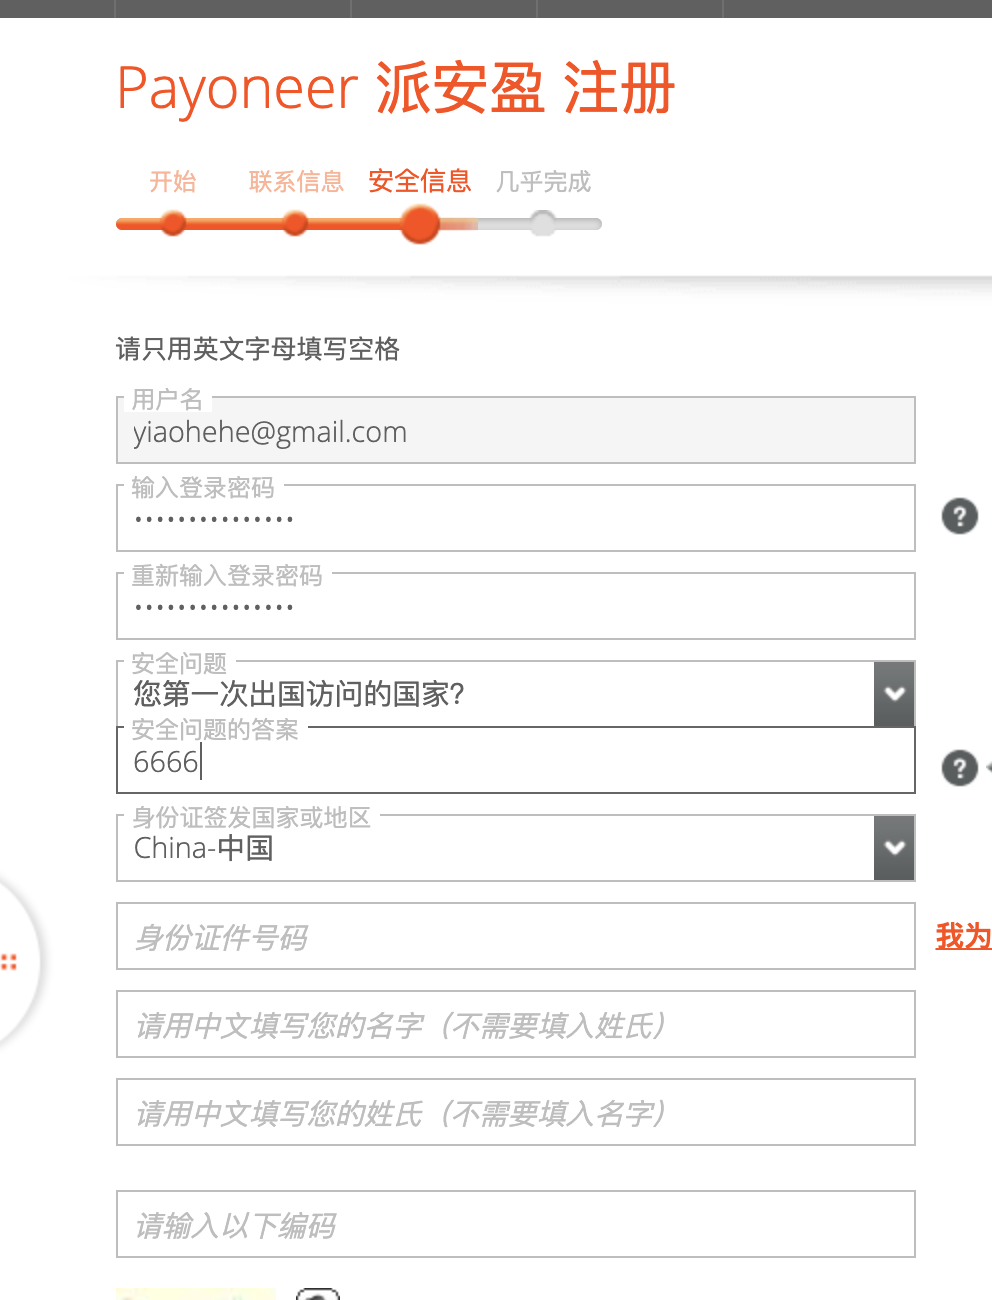 Payoneer 派安盈 注册
开始 联系信息 安全信息 几乎完成
请只用英文字母填写空格
用户名
yiaohehe@gmail.com
输入登录密码
•••••••••••••••
?
重新输入登录密码
•••••••••••••••
安全问题
您第一次出国访问的国家?
安全问题的答案
6666
?
身份证签发国家或地区
China-中国
身份证件号码
我为
请用中文填写您的名字（不需要填入姓氏）
请用中文填写您的姓氏（不需要填入名字）
请输入以下编码